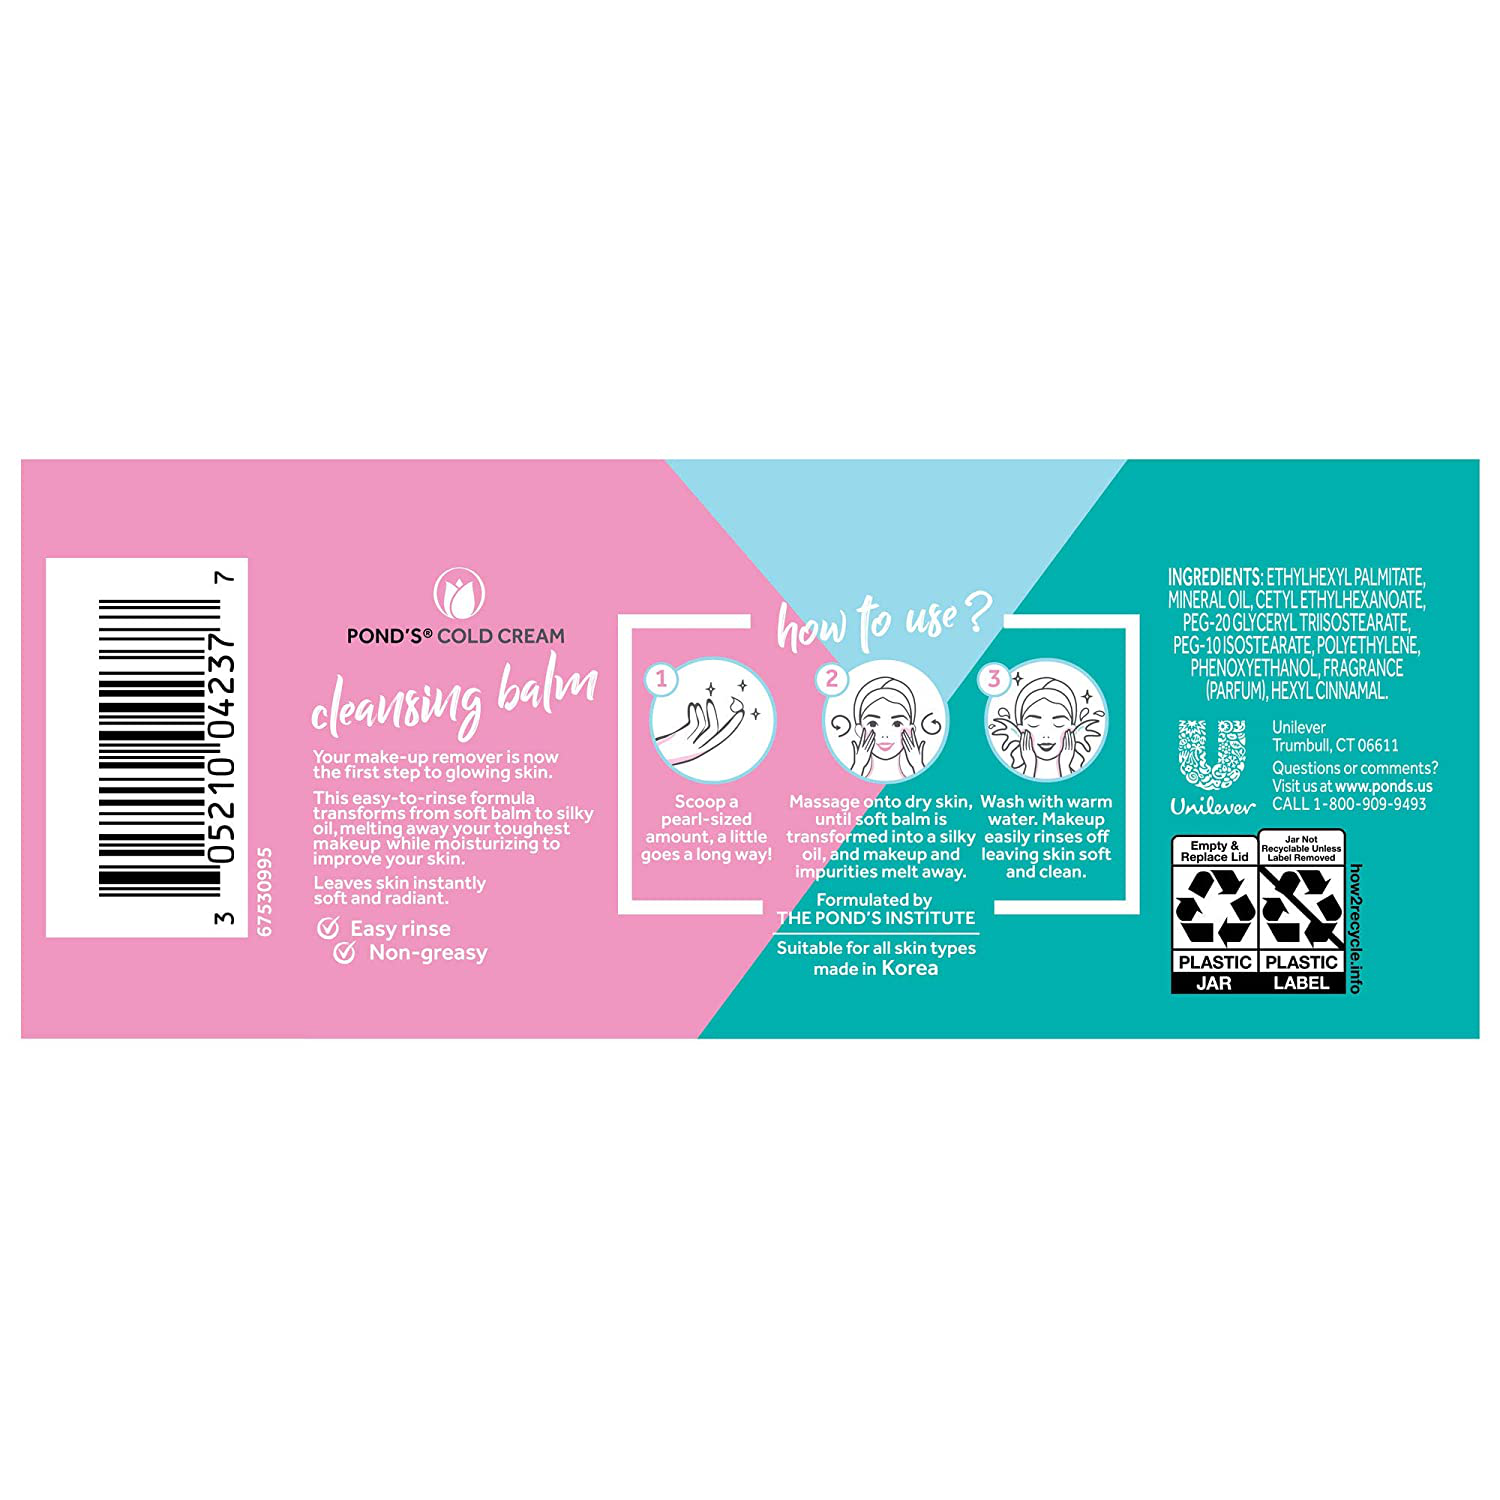 3 05210 04237 7
67530995
POND'S® COLD CREAM
cleansing balm
Your make-up remover is now
the first step to glowing skin.
This easy-to-rinse formula
transforms from soft balm to silky
oil, melting away your toughest
makeup while moisturizing to
improve your skin.
Leaves skin instantly
soft and radiant.
Easy rinse
Non-greasy
how to use?
1
Scoop a
pearl-sized
amount, a little
goes a long way!
2
Massage onto dry skin,
until soft balm is
transformed into a silky
oil, and makeup and
impurities melt away.
3
Wash with warm
water. Makeup
easily rinses off
leaving skin soft
and clean.
Formulated by
THE POND'S INSTITUTE
Suitable for all skin types
made in Korea
INGREDIENTS: ETHYLHEXYL PALMITATE,
MINERAL OIL, CETYL ETHYLHEXANOATE,
PEG-20 GLYCERYL TRIISOSTEARATE,
PEG-10 ISOSTEARATE, POLYETHYLENE,
PHENOXYETHANOL, FRAGRANCE
(PARFUM), HEXYL CINNAMAL.
Unilever
Unilever
Trumbull, CT 06611
Questions or comments?
Visit us at www.ponds.us
CALL 1-800-909-9493
Empty &
Replace Lid
PLASTIC
JAR
Jar Not
Recyclable Unless
Label Removed
PLASTIC
LABEL
how2recycle.info